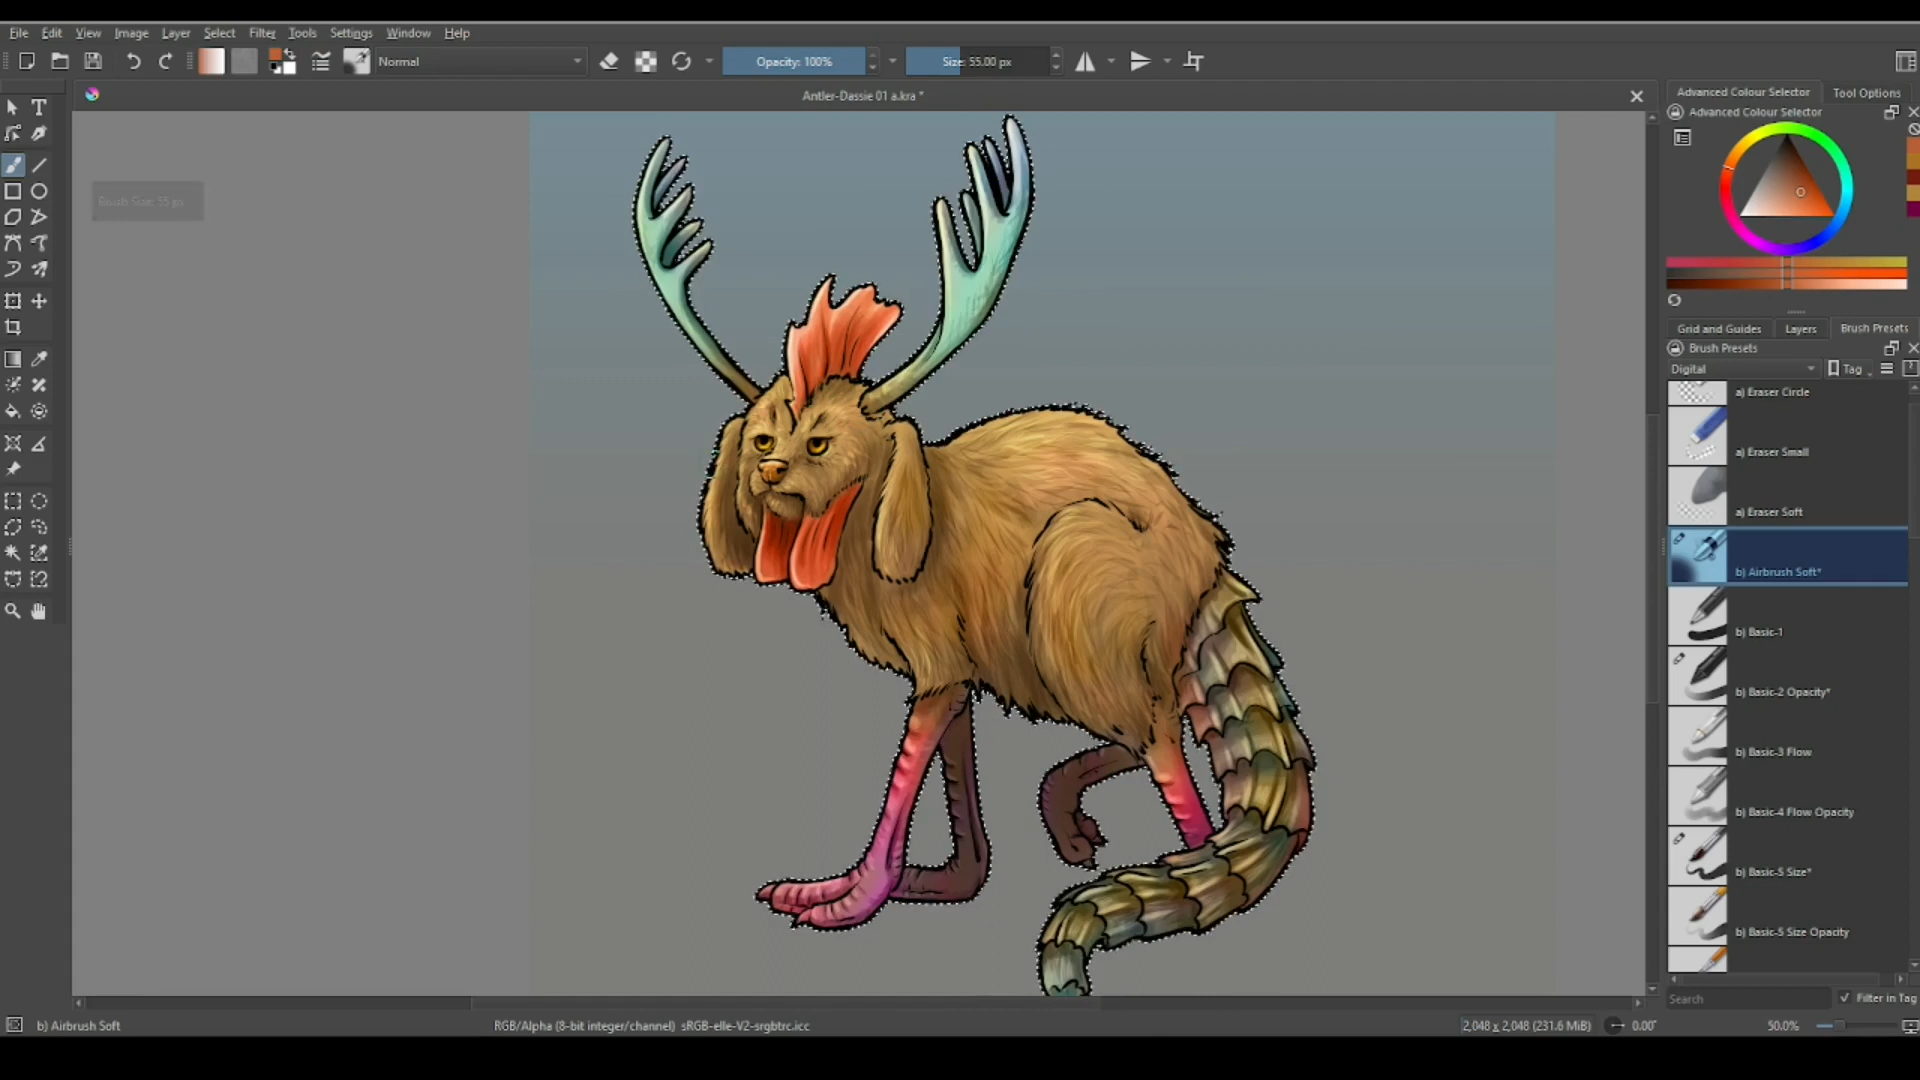 File Edit View Image Layer Select Filter Tools Settings Window Help
Normal
Opacity: 100%
Size: 55.00 px
Antler-Dassie 01 a.kra *
Brush Size: 55 px
Advanced Colour Selector Tool Options
Advanced Colour Selector
Grid and Guides Layers Brush Presets
Brush Presets
Digital Tag
a) Eraser Circle
a) Eraser Small
a) Eraser Soft
b) Airbrush Soft*
b) Basic-1
b) Basic-2 Opacity*
b) Basic-3 Flow
b) Basic-4 Flow Opacity
b) Basic-5 Size*
b) Basic-5 Size Opacity
Search Filter in Tag
b) Airbrush Soft
RGB/Alpha (8-bit integer/channel) sRGB-elle-V2-srgbtrc.icc
2,048 x 2,048 (231.6 MiB)
0.00°
50.0%